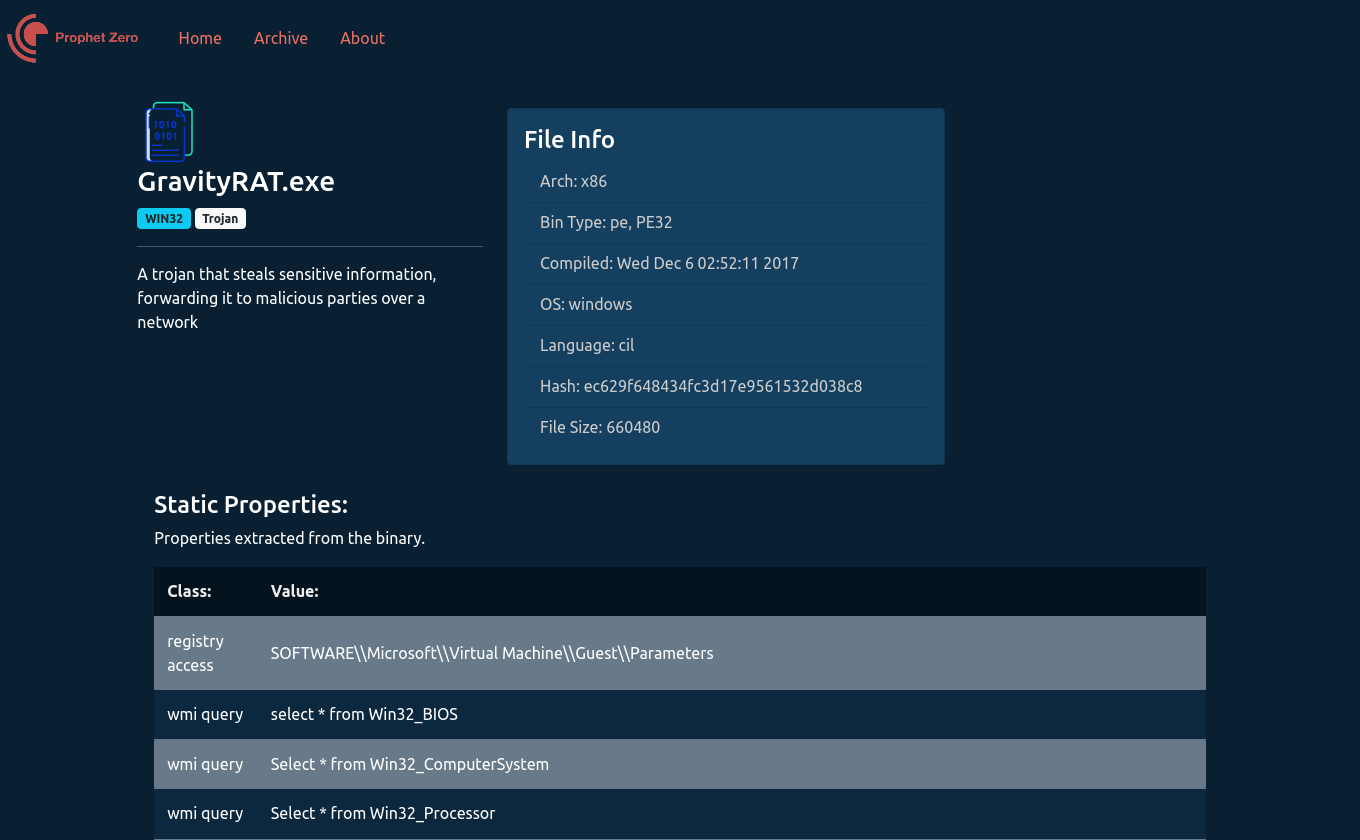 Prophet Zero
Home
Archive
About
1010
0101
GravityRAT.exe
WIN32
Trojan
A trojan that steals sensitive information,
forwarding it to malicious parties over a
network
File Info
Arch: x86
Bin Type: pe, PE32
Compiled: Wed Dec 6 02:52:11 2017
OS: windows
Language: cil
Hash: ec629f648434fc3d17e9561532d038c8
File Size: 660480
Static Properties:
Properties extracted from the binary.
Class: Value:
registry
access
SOFTWARE\\Microsoft\\Virtual Machine\\Guest\\Parameters
wmi query select * from Win32_BIOS
wmi query Select * from Win32_ComputerSystem
wmi query Select * from Win32_Processor